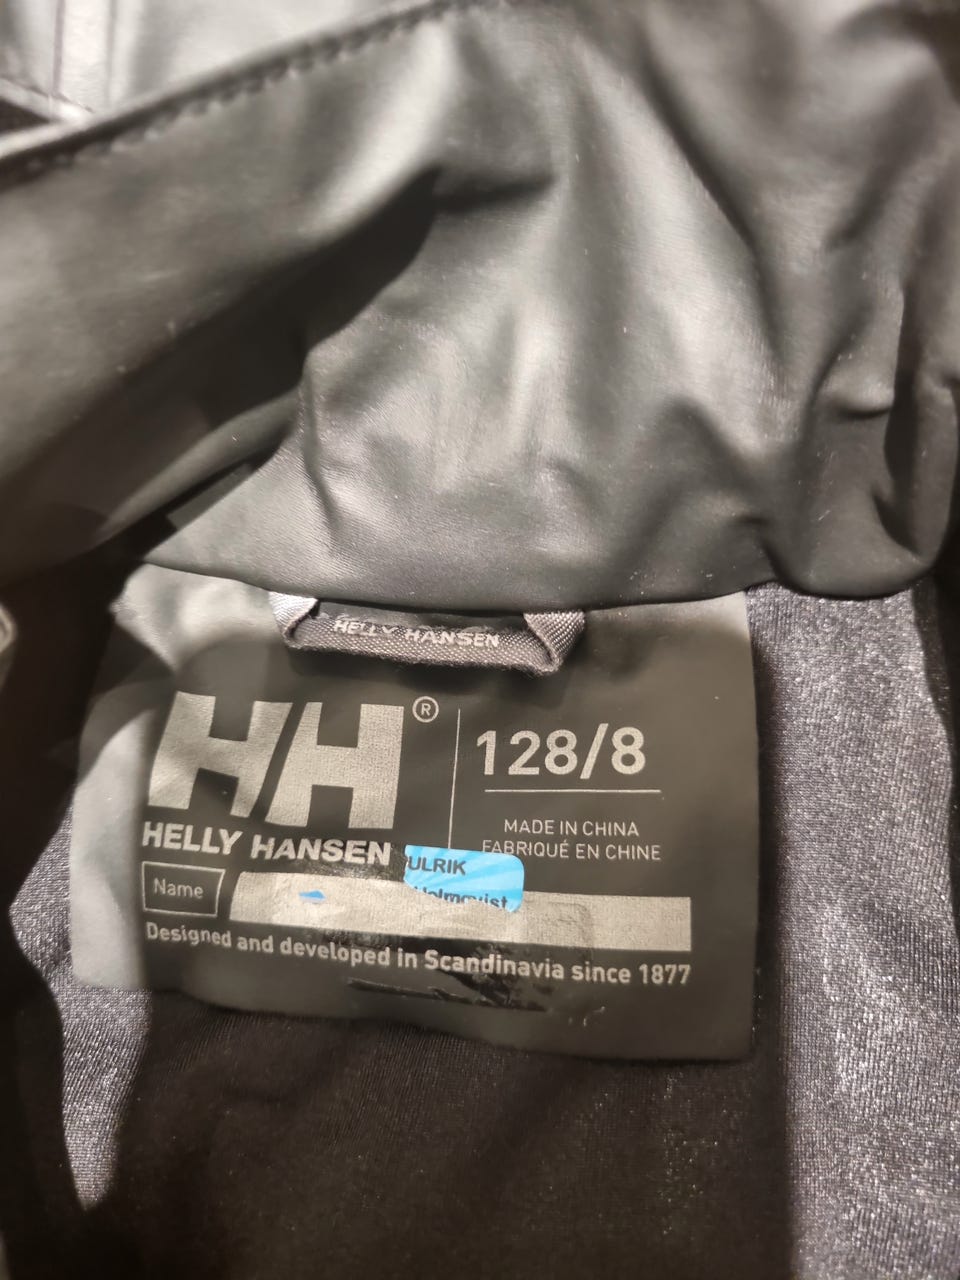 HELLY HANSEN
HH®
HELLY HANSEN
128/8
MADE IN CHINA
FABRIQUÉ EN CHINE
ULRIK
Holmqvist
Name
Designed and developed in Scandinavia since 1877